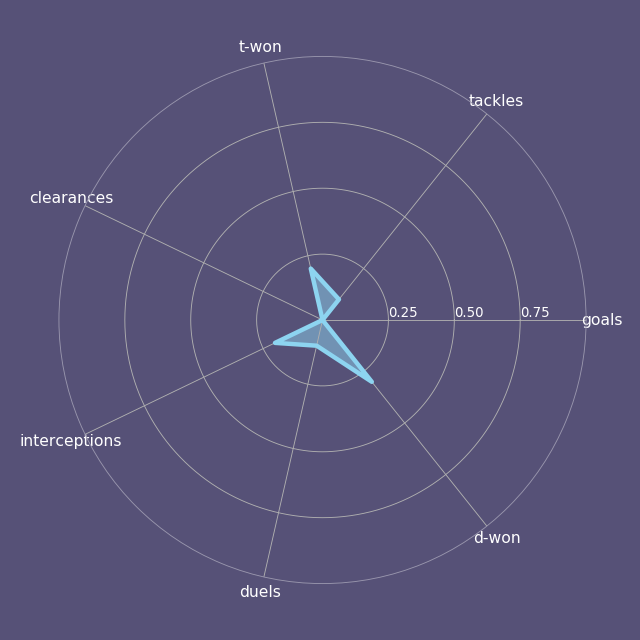 t-won
tackles
clearances
0.25 0.50 0.75 goals
interceptions
d-won
duels